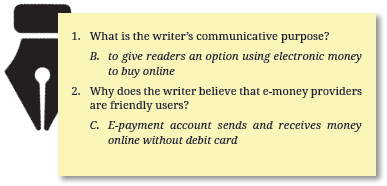 1. What is the writer's communicative purpose?
B. to give readers an option using electronic money
to buy online
2. Why does the writer believe that e-money providers
are friendly users?
C. E-payment account sends and receives money
online without debit card